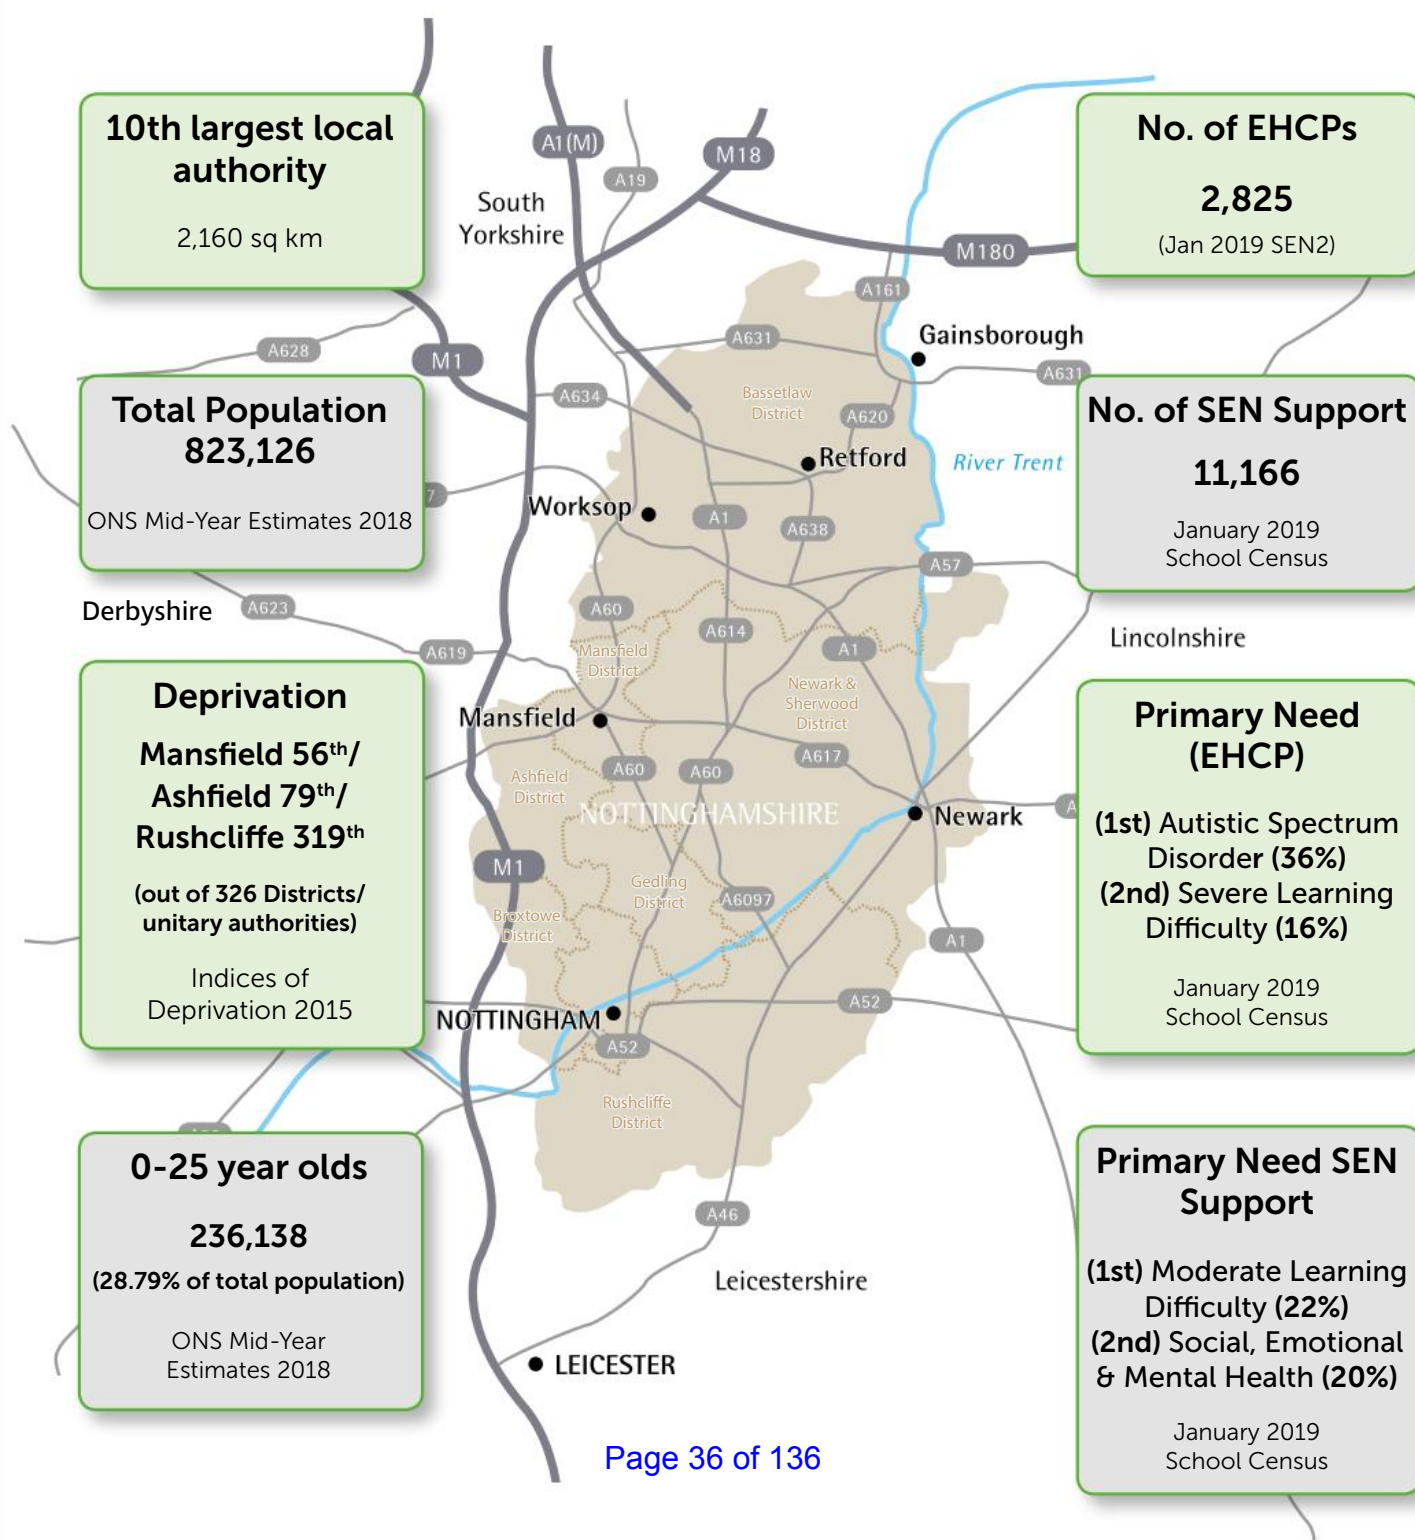 10th largest local
authority
2,160 sq km
Total Population
823,126
ONS Mid-Year Estimates 2018
Deprivation
Mansfield 56th/
Ashfield 79th/
Rushcliffe 319th
(out of 326 Districts/
unitary authorities)
Indices of
Deprivation 2015
0-25 year olds
236,138
(28.79% of total population)
ONS Mid-Year
Estimates 2018
No. of EHCPs
2,825
(Jan 2019 SEN2)
No. of SEN Support
11,166
January 2019
School Census
Primary Need
(EHCP)
(1st) Autistic Spectrum
Disorder (36%)
(2nd) Severe Learning
Difficulty (16%)
January 2019
School Census
Primary Need SEN
Support
(1st) Moderate Learning
Difficulty (22%)
(2nd) Social, Emotional
& Mental Health (20%)
January 2019
School Census
A1(M)
M18
A19
South
Yorkshire
M180
A161
Gainsborough
A631
A631
A628
M1
A634
Bassetlaw
District
A620
Retford
River Trent
Worksop
A1
A638
A57
Derbyshire
A623
A60
A614
A619
A1
Lincolnshire
Mansfield
District
Newark &
Sherwood
District
Mansfield
A60
A60
A617
Ashfield
District
NOTTINGHAMSHIRE
Newark
M1
Gedling
District
A6097
Broxtowe
District
A1
A52
NOTTINGHAM
A52
Rushcliffe
District
A46
Leicestershire
LEICESTER
Page 36 of 136